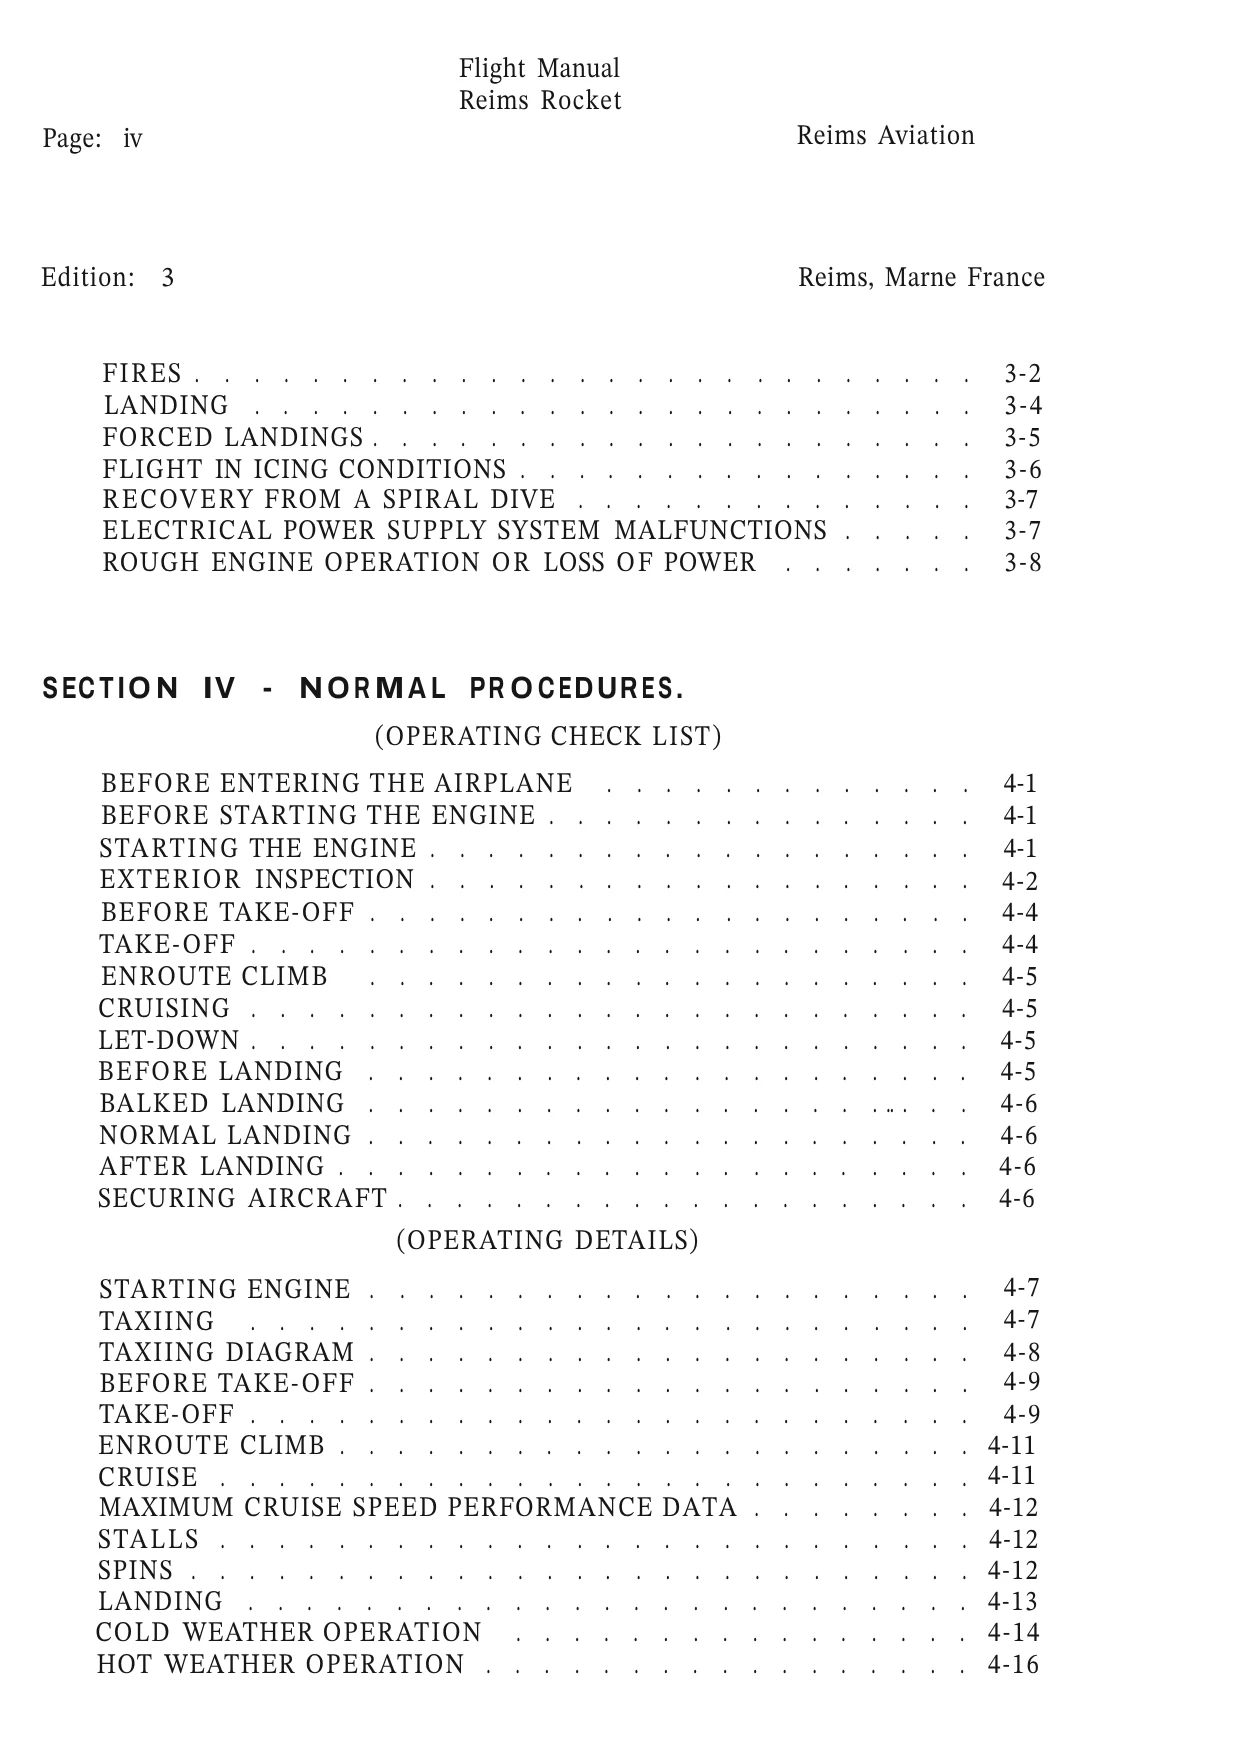 Flight Manual
Reims Rocket
Page: iv Reims Aviation
Edition: 3 Reims, Marne France
FIRES . . . . . . . . . . . . . . . . . . . . . . . . . . . 3-2
LANDING . . . . . . . . . . . . . . . . . . . . . . . . . 3-4
FORCED LANDINGS . . . . . . . . . . . . . . . . . . . . . 3-5
FLIGHT IN ICING CONDITIONS . . . . . . . . . . . . . . . . 3-6
RECOVERY FROM A SPIRAL DIVE . . . . . . . . . . . . . . 3-7
ELECTRICAL POWER SUPPLY SYSTEM MALFUNCTIONS . . . . . 3-7
ROUGH ENGINE OPERATION OR LOSS OF POWER . . . . . . . 3-8
SECTION IV - NORMAL PROCEDURES.
(OPERATING CHECK LIST)
BEFORE ENTERING THE AIRPLANE . . . . . . . . . . . . . 4-1
BEFORE STARTING THE ENGINE . . . . . . . . . . . . . . . 4-1
STARTING THE ENGINE . . . . . . . . . . . . . . . . . . . 4-1
EXTERIOR INSPECTION . . . . . . . . . . . . . . . . . . . 4-2
BEFORE TAKE-OFF . . . . . . . . . . . . . . . . . . . . . 4-4
TAKE-OFF . . . . . . . . . . . . . . . . . . . . . . . . . 4-4
ENROUTE CLIMB . . . . . . . . . . . . . . . . . . . . . 4-5
CRUISING . . . . . . . . . . . . . . . . . . . . . . . . . 4-5
LET-DOWN . . . . . . . . . . . . . . . . . . . . . . . . . 4-5
BEFORE LANDING . . . . . . . . . . . . . . . . . . . . . 4-5
BALKED LANDING . . . . . . . . . . . . . . . . . . .. . . . 4-6
NORMAL LANDING . . . . . . . . . . . . . . . . . . . . . 4-6
AFTER LANDING . . . . . . . . . . . . . . . . . . . . . . 4-6
SECURING AIRCRAFT . . . . . . . . . . . . . . . . . . . . 4-6
(OPERATING DETAILS)
STARTING ENGINE . . . . . . . . . . . . . . . . . . . . . 4-7
TAXIING . . . . . . . . . . . . . . . . . . . . . . . . . 4-7
TAXIING DIAGRAM . . . . . . . . . . . . . . . . . . . . . 4-8
BEFORE TAKE-OFF . . . . . . . . . . . . . . . . . . . . . 4-9
TAKE-OFF . . . . . . . . . . . . . . . . . . . . . . . . . 4-9
ENROUTE CLIMB . . . . . . . . . . . . . . . . . . . . . . 4-11
CRUISE . . . . . . . . . . . . . . . . . . . . . . . . . . 4-11
MAXIMUM CRUISE SPEED PERFORMANCE DATA . . . . . . . . 4-12
STALLS . . . . . . . . . . . . . . . . . . . . . . . . . . 4-12
SPINS . . . . . . . . . . . . . . . . . . . . . . . . . . . 4-12
LANDING . . . . . . . . . . . . . . . . . . . . . . . . . 4-13
COLD WEATHER OPERATION . . . . . . . . . . . . . . . . 4-14
HOT WEATHER OPERATION . . . . . . . . . . . . . . . . . 4-16